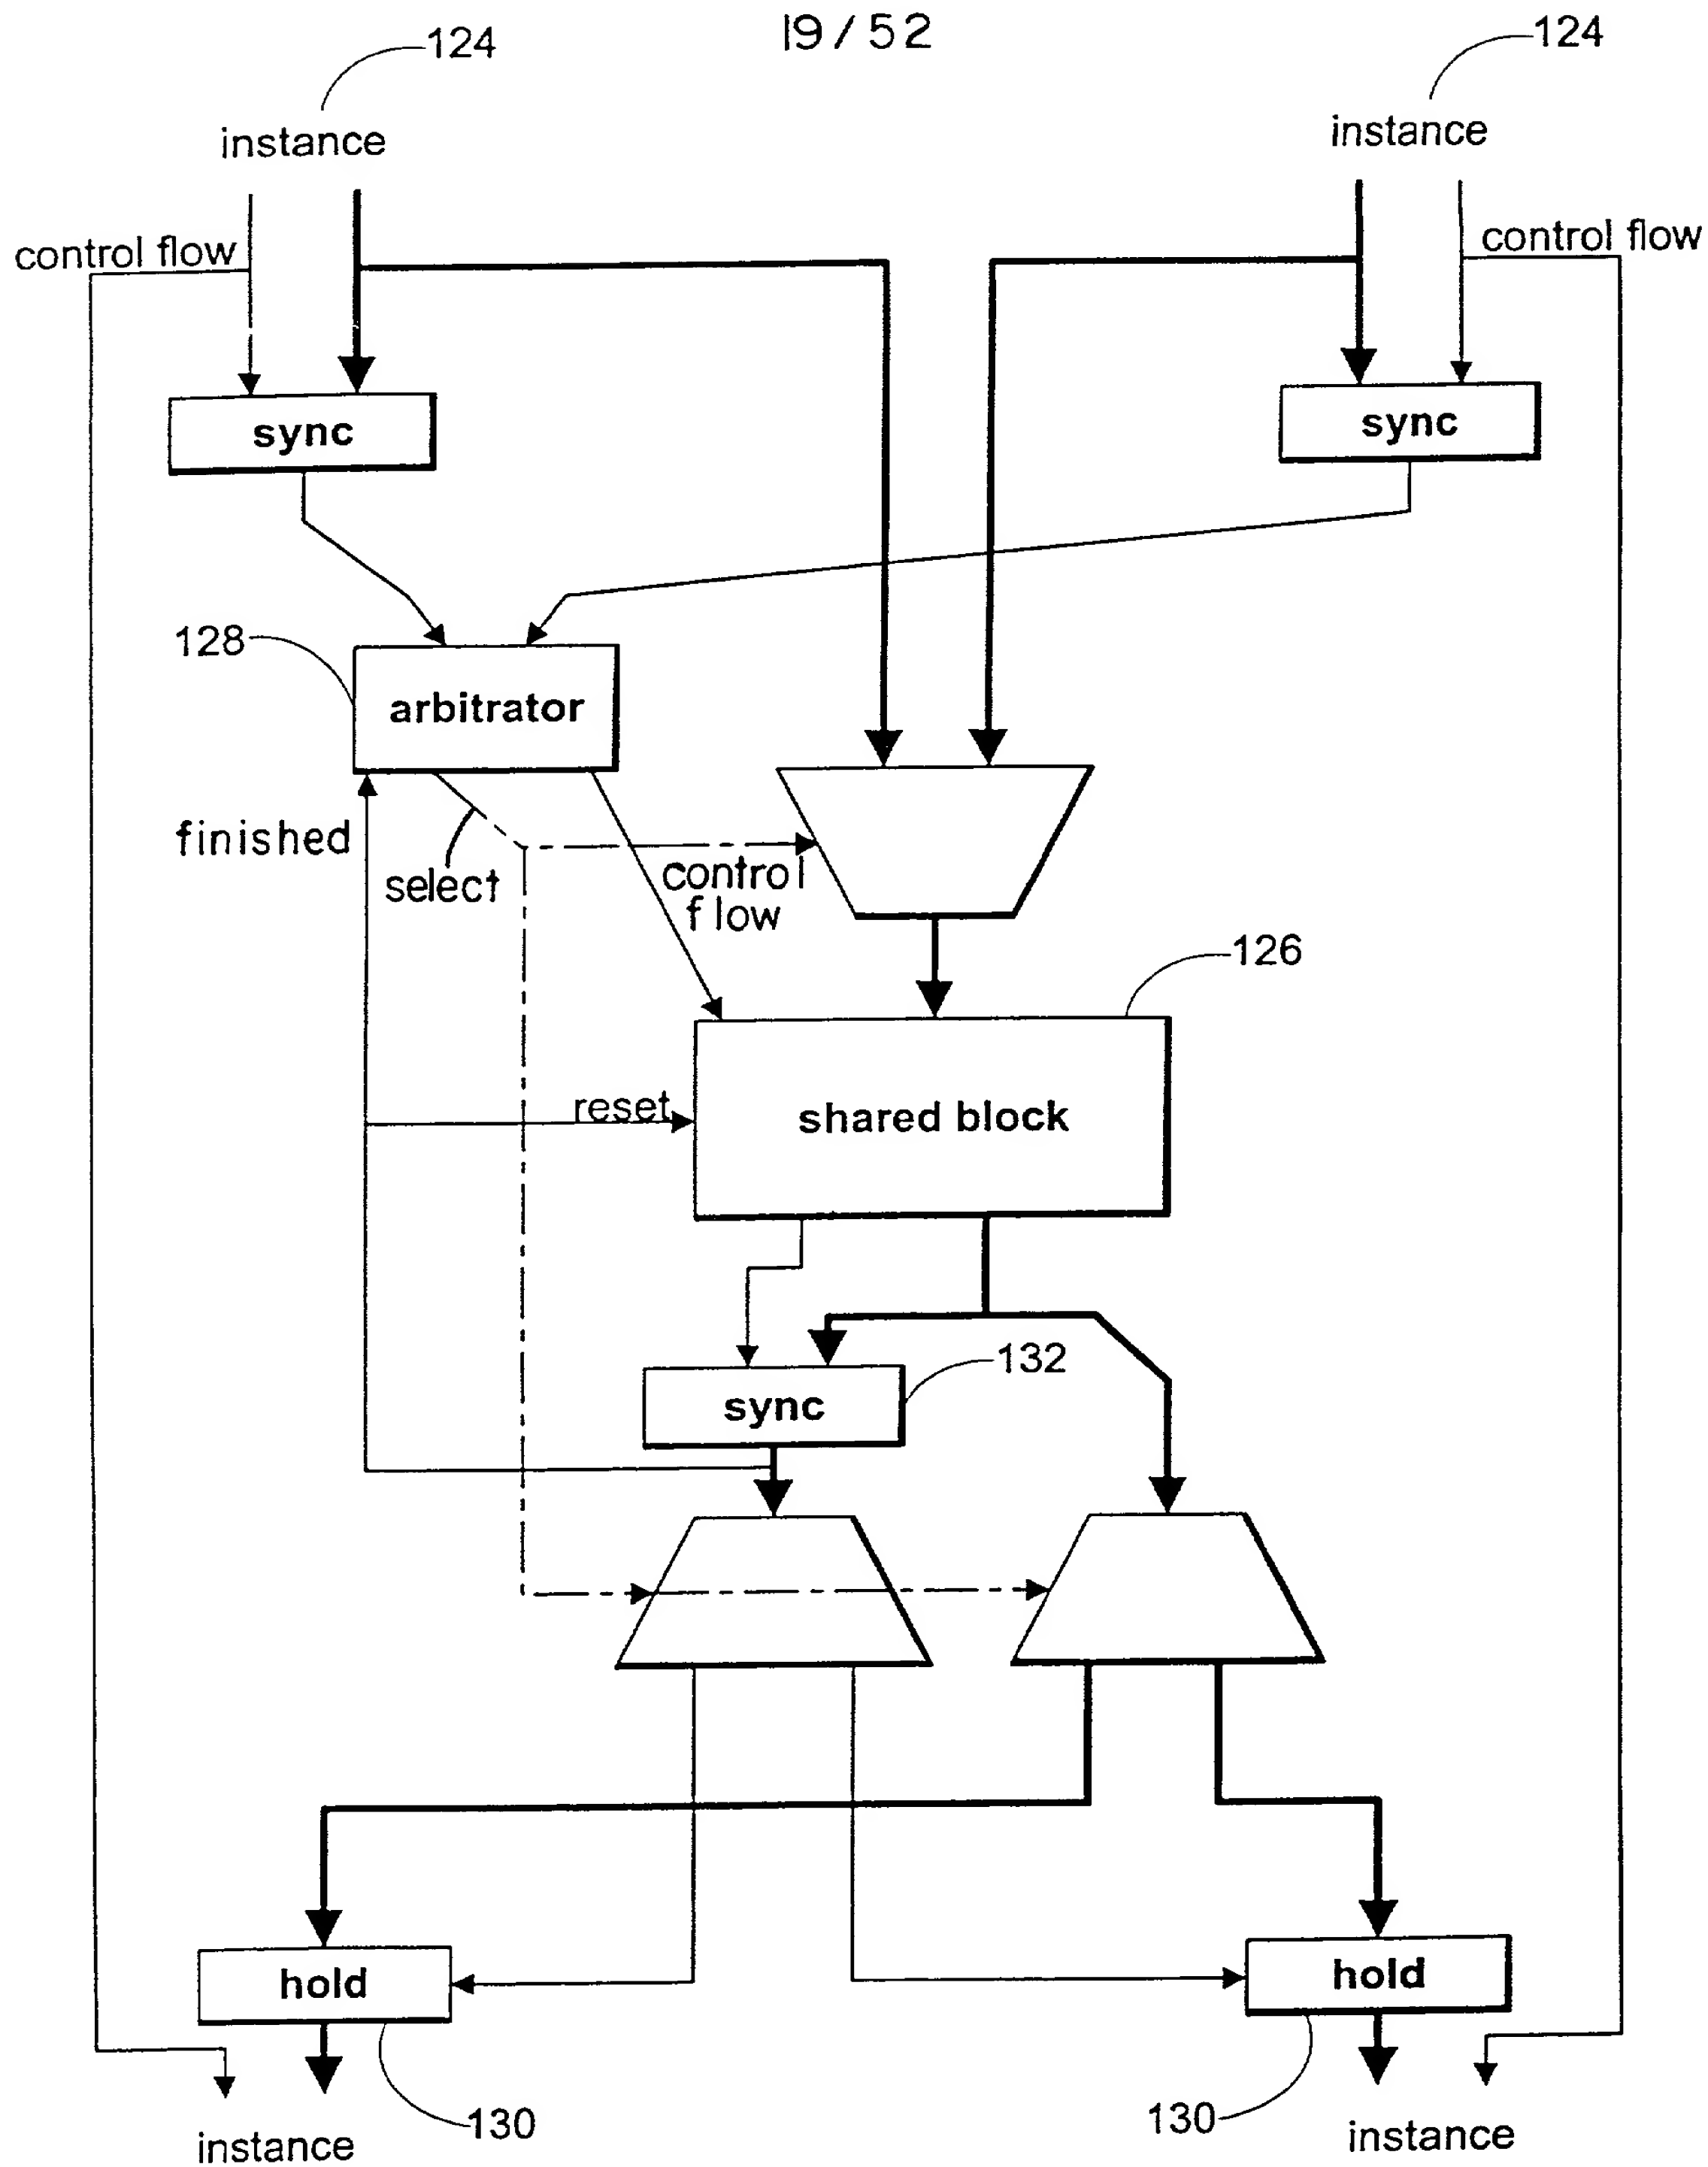 19/52
124
124
instance
instance
control flow
control flow
sync
sync
128
arbitrator
finished
select
control
flow
126
reset
shared block
132
sync
hold
hold
130
130
instance
instance